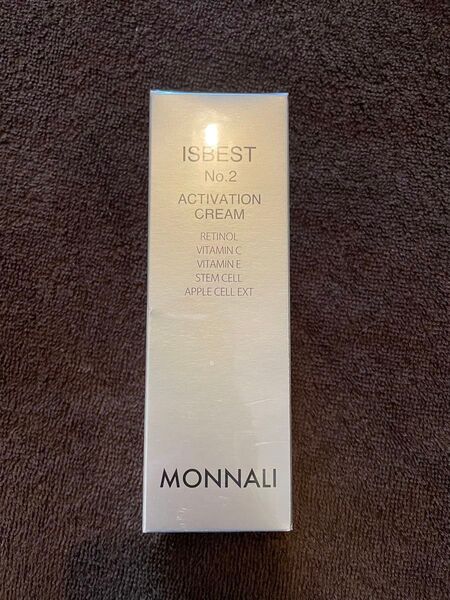 ISBEST
No.2
ACTIVATION
CREAM
RETINOL
VITAMIN C
VITAMIN E
STEM CELL
APPLE CELL EXT
MONNALI